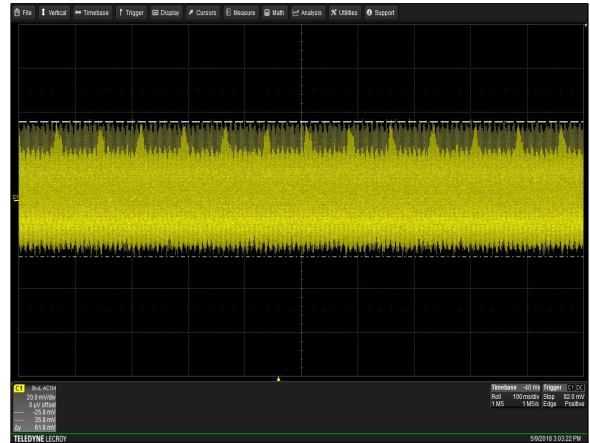 File Vertical Timebase Trigger Display Cursors Measure Math Analysis Utilities Support
C1
C1 BwL AC1M
20.0 mV/div
0 µV offset
---- -25.8 mV
---- 35.8 mV
Δy 61.6 mV
Timebase -40 ms
Roll 100 ms/div
1 MS 1 MS/s
Trigger C1 DC
Stop 82.0 mV
Edge Positive
TELEDYNE LECROY
5/9/2018 3:03:22 PM